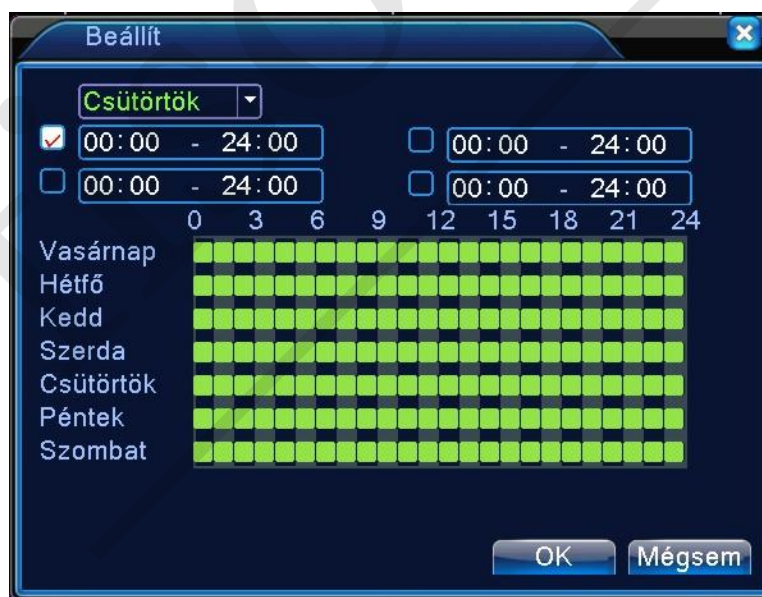 Beállít
Csütörtök
00:00 - 24:00 00:00 - 24:00
00:00 - 24:00 00:00 - 24:00
0 3 6 9 12 15 18 21 24
Vasárnap
Hétfő
Kedd
Szerda
Csütörtök
Péntek
Szombat
OK Mégsem